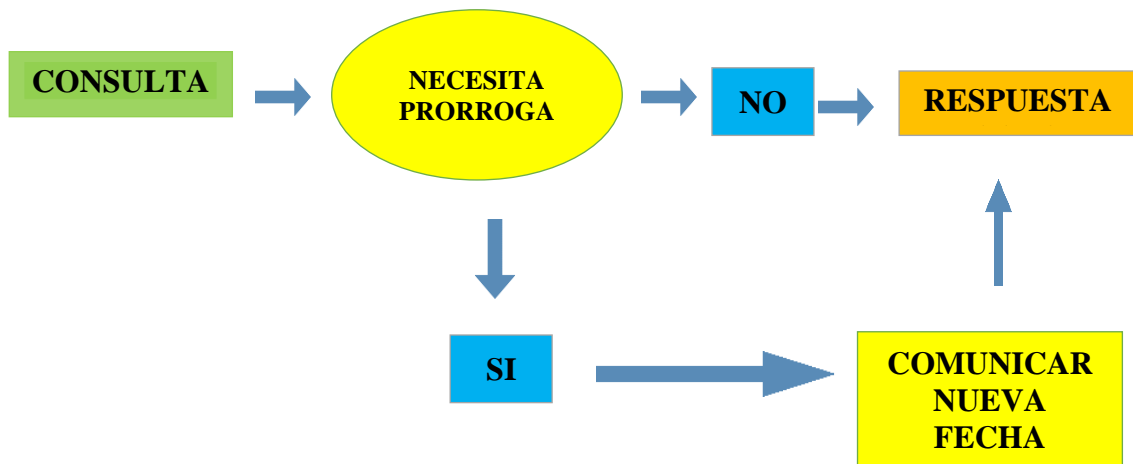 CONSULTA
NECESITA
PRORROGA
NO
RESPUESTA
SI
COMUNICAR
NUEVA
FECHA